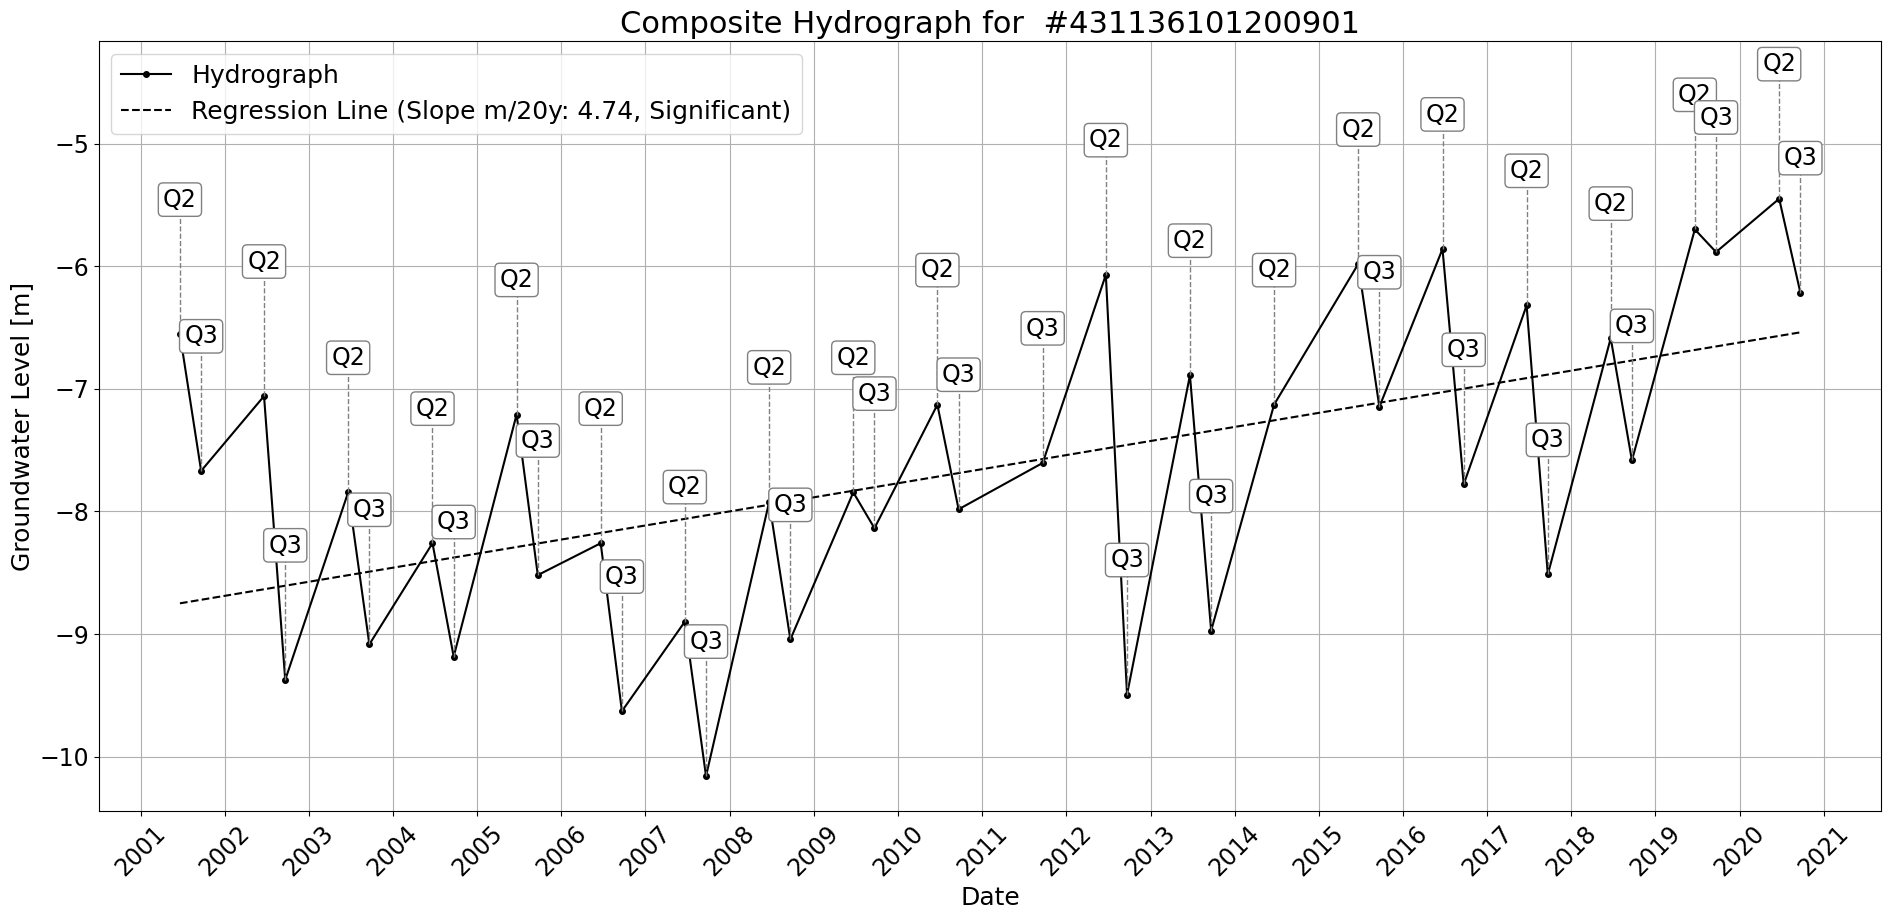 Composite Hydrograph for  #431136101200901
Hydrograph
Regression Line (Slope m/20y: 4.74, Significant)
Groundwater Level [m]
−5
−6
−7
−8
−9
−10
Q2
Q3
Q2
Q3
Q2
Q3
Q2
Q3
Q2
Q3
Q2
Q3
Q2
Q3
Q2
Q3
Q2
Q3
Q2
Q3
Q3
Q2
Q3
Q2
Q3
Q2
Q2
Q3
Q2
Q3
Q2
Q3
Q2
Q3
Q2
Q3
Q2
Q3
2001
2002
2003
2004
2005
2006
2007
2008
2009
2010
2011
2012
2013
2014
2015
2016
2017
2018
2019
2020
2021
Date